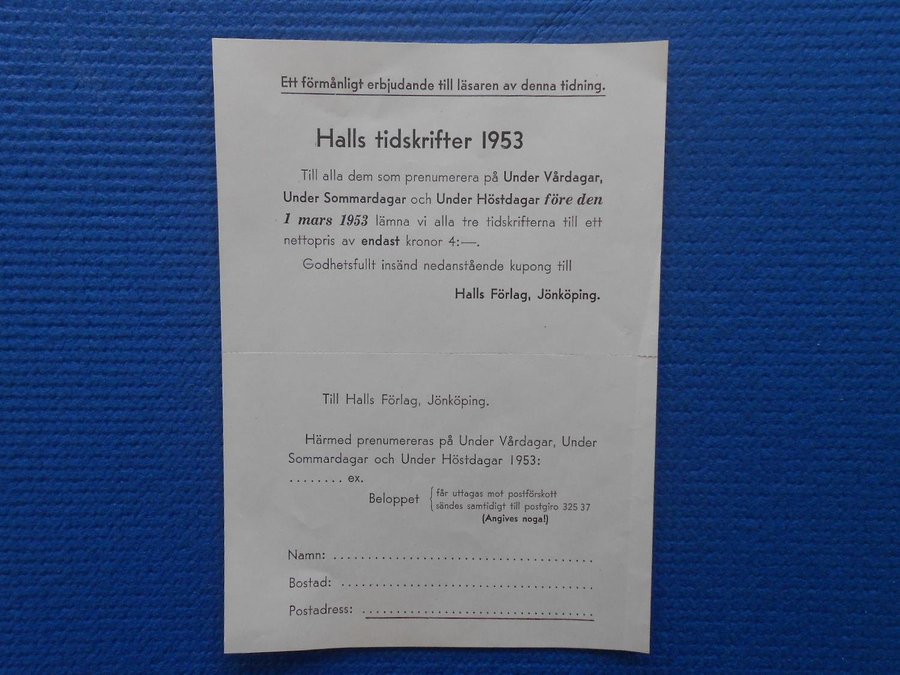 Ett förmånligt erbjudande till läsaren av denna tidning.
Halls tidskrifter 1953
Till alla dem som prenumerera på Under Vårdagar,
Under Sommardagar och Under Höstdagar före den
1 mars 1953 lämna vi alla tre tidskrifterna till ett
nettopris av endast kronor 4:—.
Godhetsfullt insänd nedanstående kupong till
Halls Förlag, Jönköping.
Till Halls Förlag, Jönköping.
Härmed prenumereras på Under Vårdagar, Under
Sommardagar och Under Höstdagar 1953:
........ ex.
Beloppet { får uttagas mot postförskott
sändes samtidigt till postgiro 325 37
(Angives noga!)
Namn: .......................................
Bostad: ......................................
Postadress: ...................................